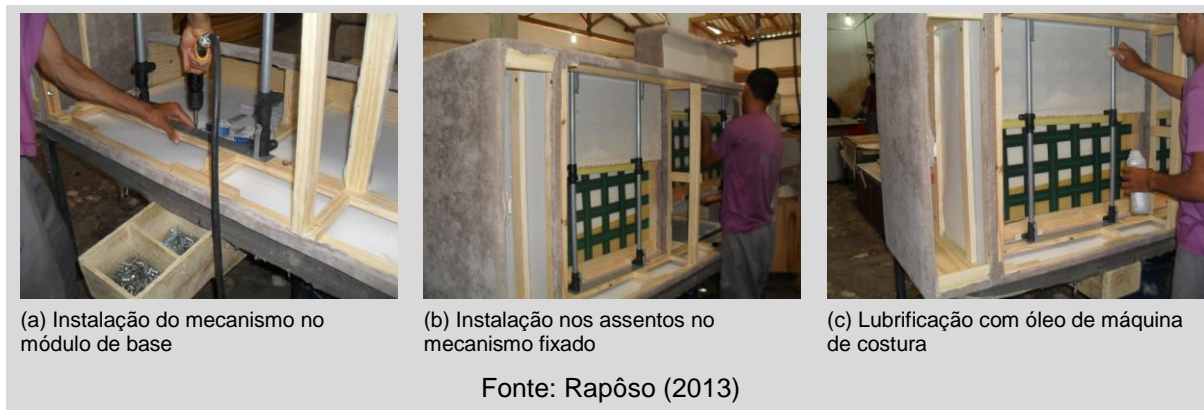 (a) Instalação do mecanismo no
módulo de base
(b) Instalação nos assentos no
mecanismo fixado
(c) Lubrificação com óleo de máquina
de costura
Fonte: Rapôso (2013)